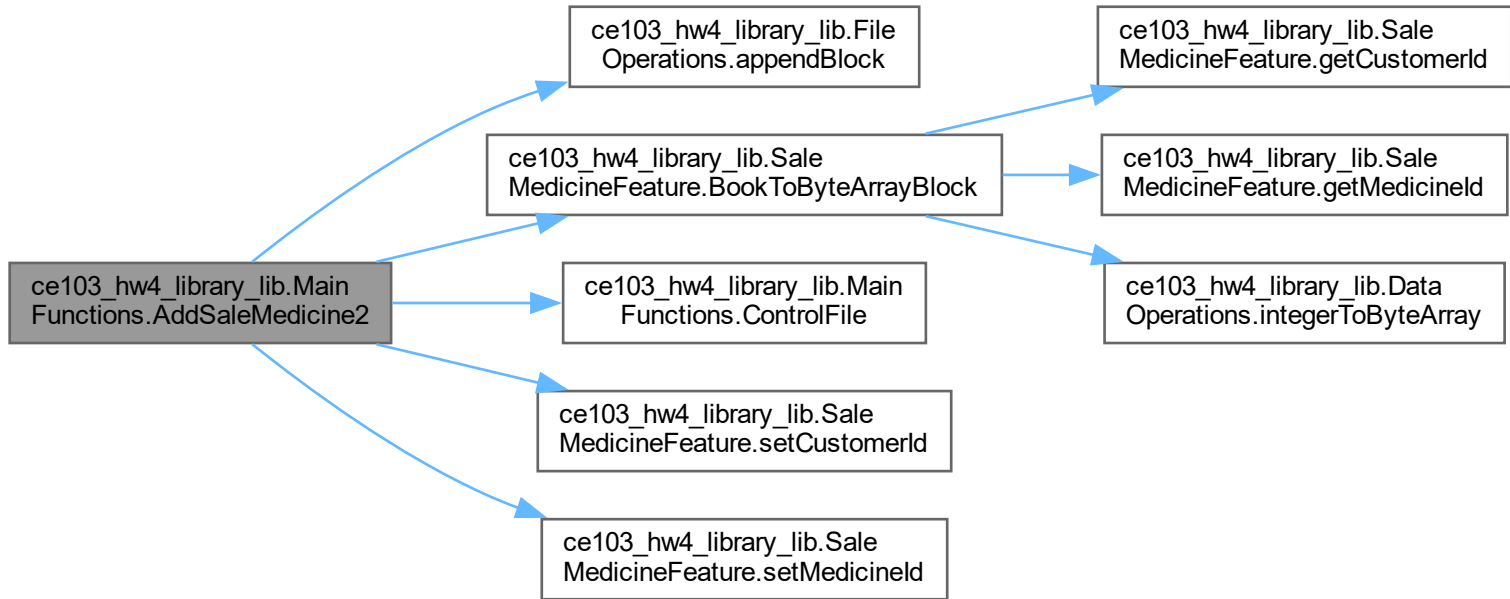 ce103_hw4_library_lib.Main
Functions.AddSaleMedicine2
ce103_hw4_library_lib.File
Operations.appendBlock
ce103_hw4_library_lib.Sale
MedicineFeature.BookToByteArrayBlock
ce103_hw4_library_lib.Main
Functions.ControlFile
ce103_hw4_library_lib.Sale
MedicineFeature.setCustomerId
ce103_hw4_library_lib.Sale
MedicineFeature.setMedicineId
ce103_hw4_library_lib.Sale
MedicineFeature.getCustomerId
ce103_hw4_library_lib.Sale
MedicineFeature.getMedicineId
ce103_hw4_library_lib.Data
Operations.integerToByteArray